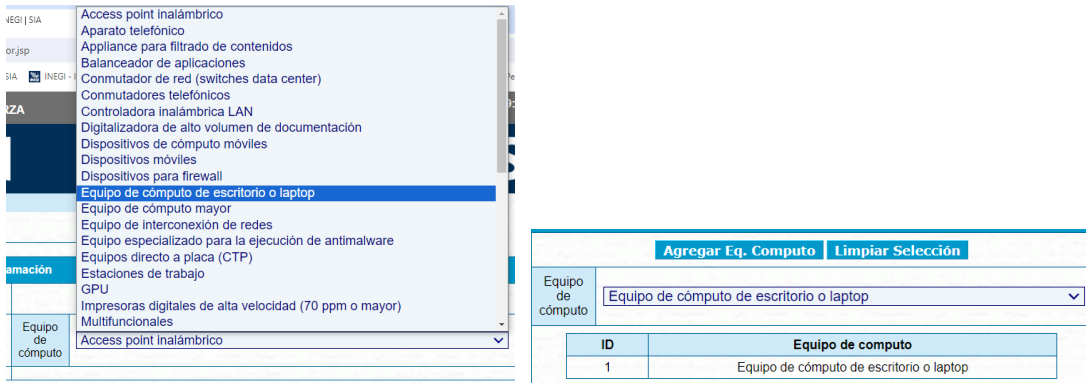 INEGI | SIA
or.jsp
SIA INEGI - I
RZA
Access point inalámbrico
Aparato telefónico
Appliance para filtrado de contenidos
Balanceador de aplicaciones
Conmutador de red (switches data center)
Conmutadores telefónicos
Controladora inalámbrica LAN
Digitalizadora de alto volumen de documentación
Dispositivos de cómputo móviles
Dispositivos móviles
Dispositivos para firewall
Equipo de cómputo de escritorio o laptop
Equipo de cómputo mayor
Equipo de interconexión de redes
Equipo especializado para la ejecución de antimalware
Equipos directo a placa (CTP)
Estaciones de trabajo
GPU
Impresoras digitales de alta velocidad (70 ppm o mayor)
Multifuncionales
amación
Equipo
de
cómputo
Access point inalámbrico
Agregar Eq. Computo Limpiar Selección
Equipo
de
cómputo
Equipo de cómputo de escritorio o laptop
ID Equipo de computo
1 Equipo de cómputo de escritorio o laptop